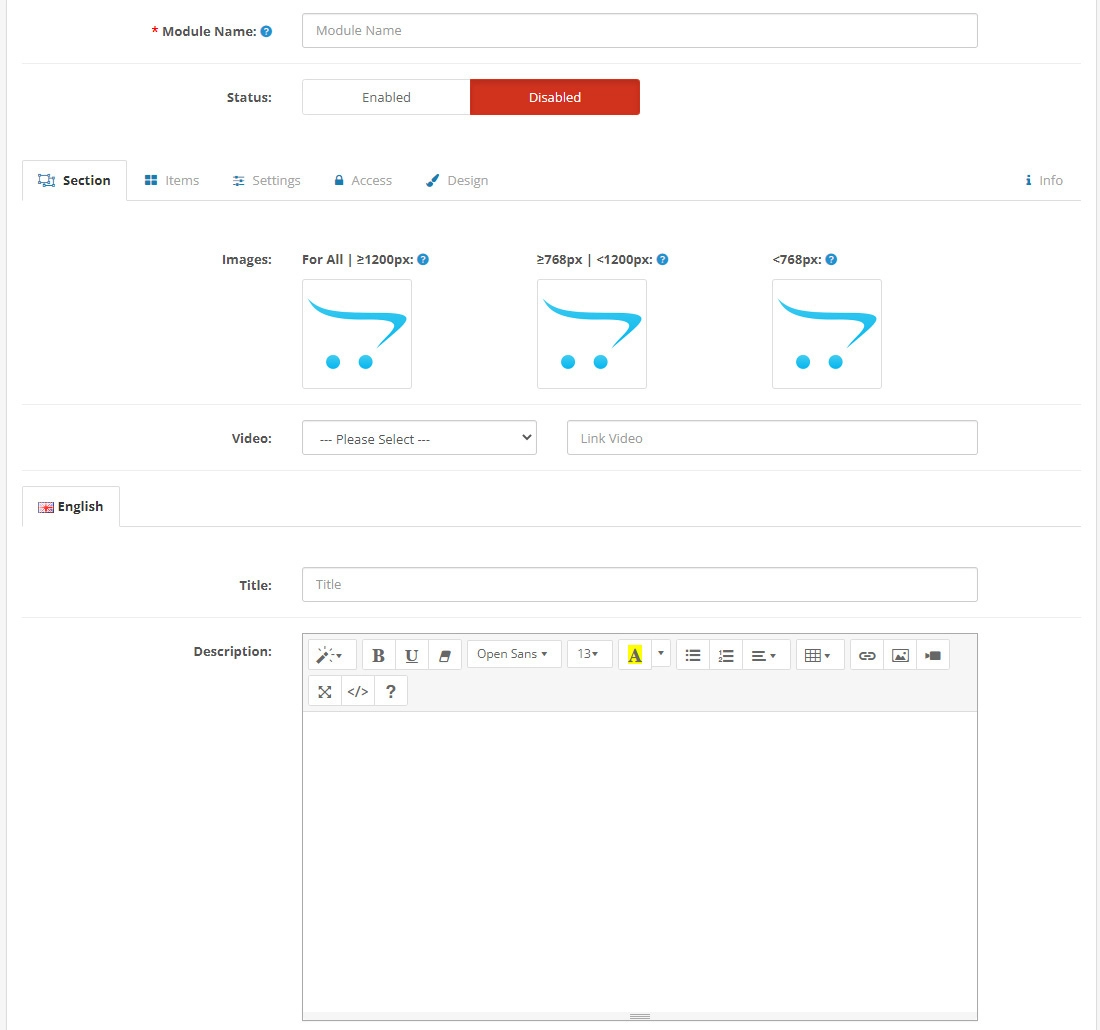 * Module Name: ?
Module Name
Status:
Enabled Disabled
Section Items Settings Access Design i Info
Images: For All | ≥1200px: ? ≥768px | <1200px: ? <768px: ?
Video: --- Please Select --- Link Video
English
Title: Title
Description: B U Open Sans 13 A
</> ?